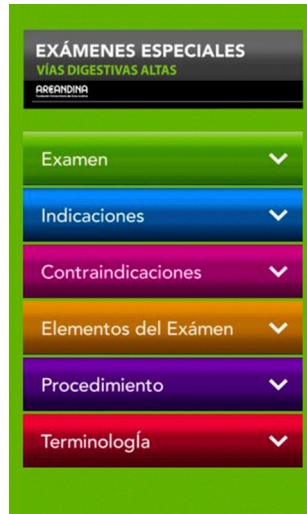 EXÁMENES ESPECIALES
VÍAS DIGESTIVAS ALTAS
AREANDINA
Examen
Indicaciones
Contraindicaciones
Elementos del Exámen
Procedimiento
Terminología